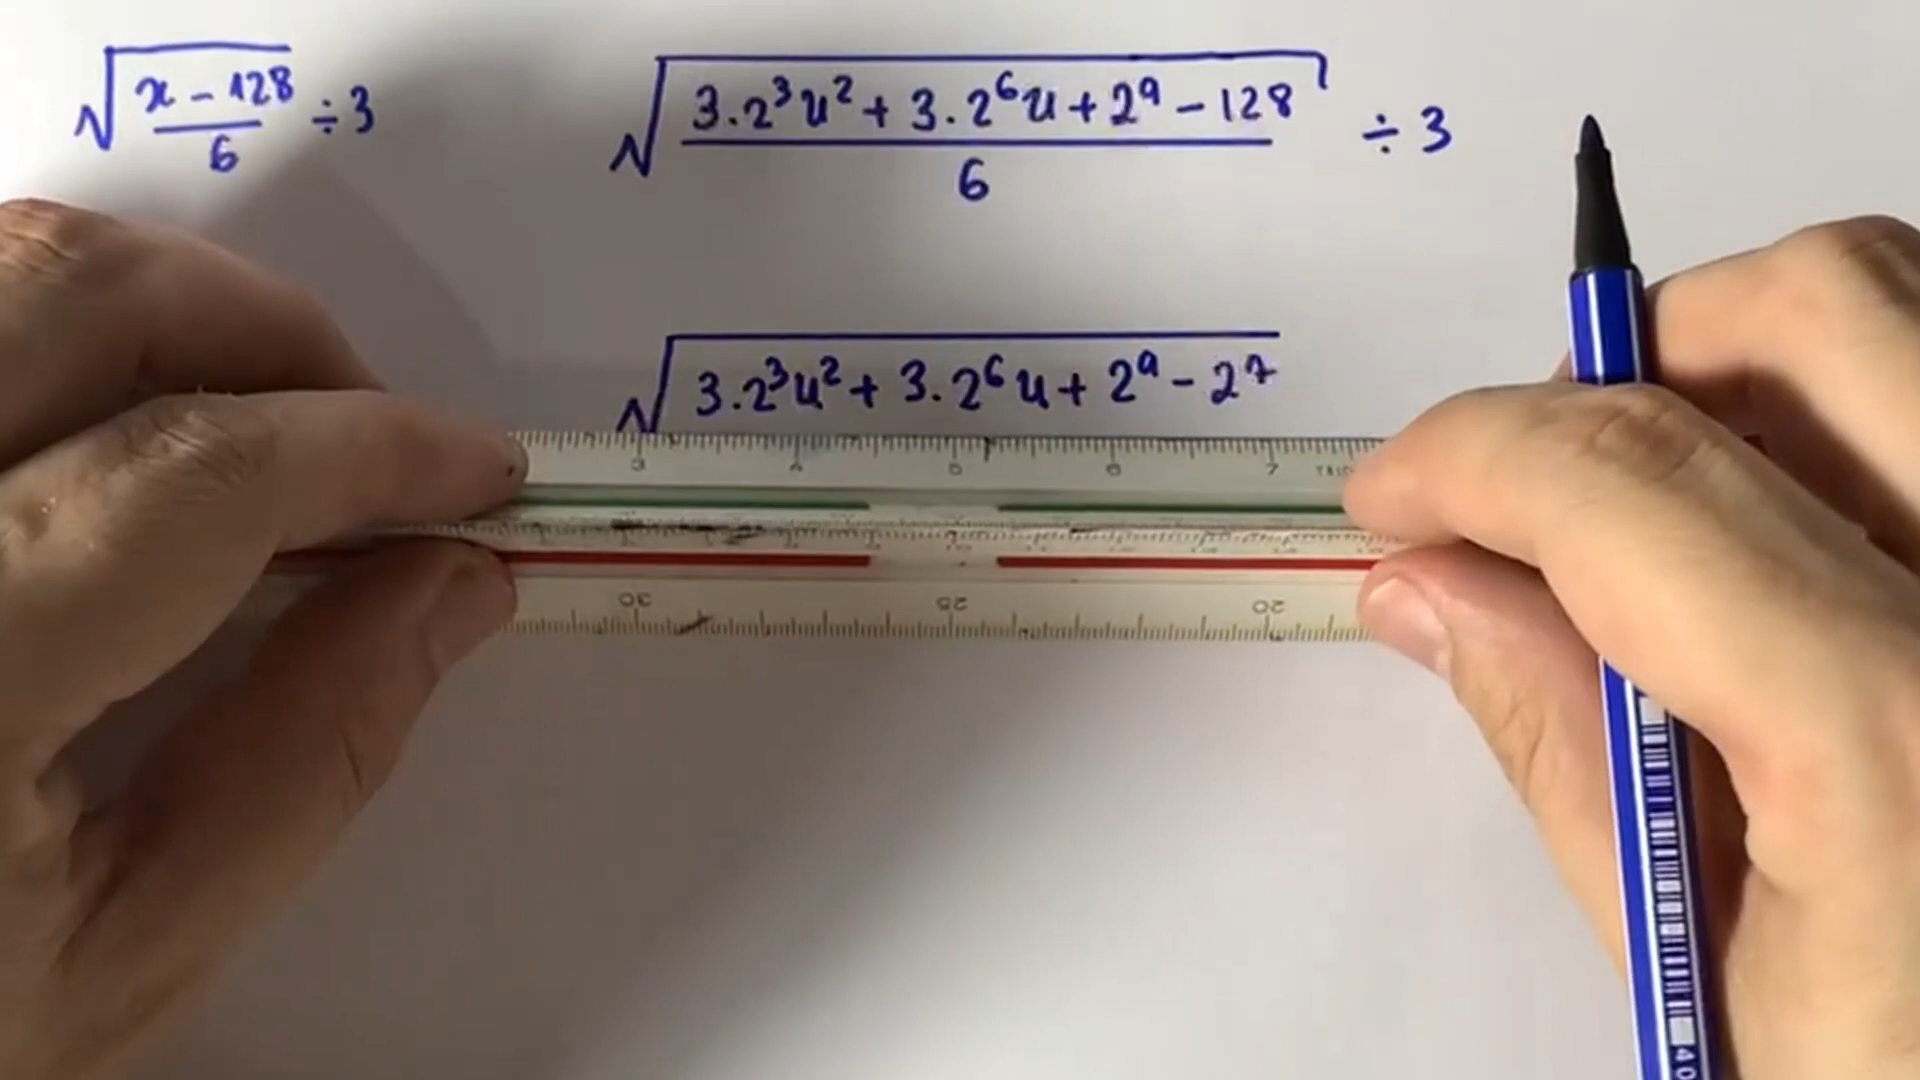 √((x - 128)/6) ÷ 3
√((3.2³u² + 3.2⁶u + 2⁹ - 128)/6) ÷ 3
√(3.2³u² + 3.2⁶u + 2⁹ - 2⁷
3 4 5 6 7
30 25 20
40